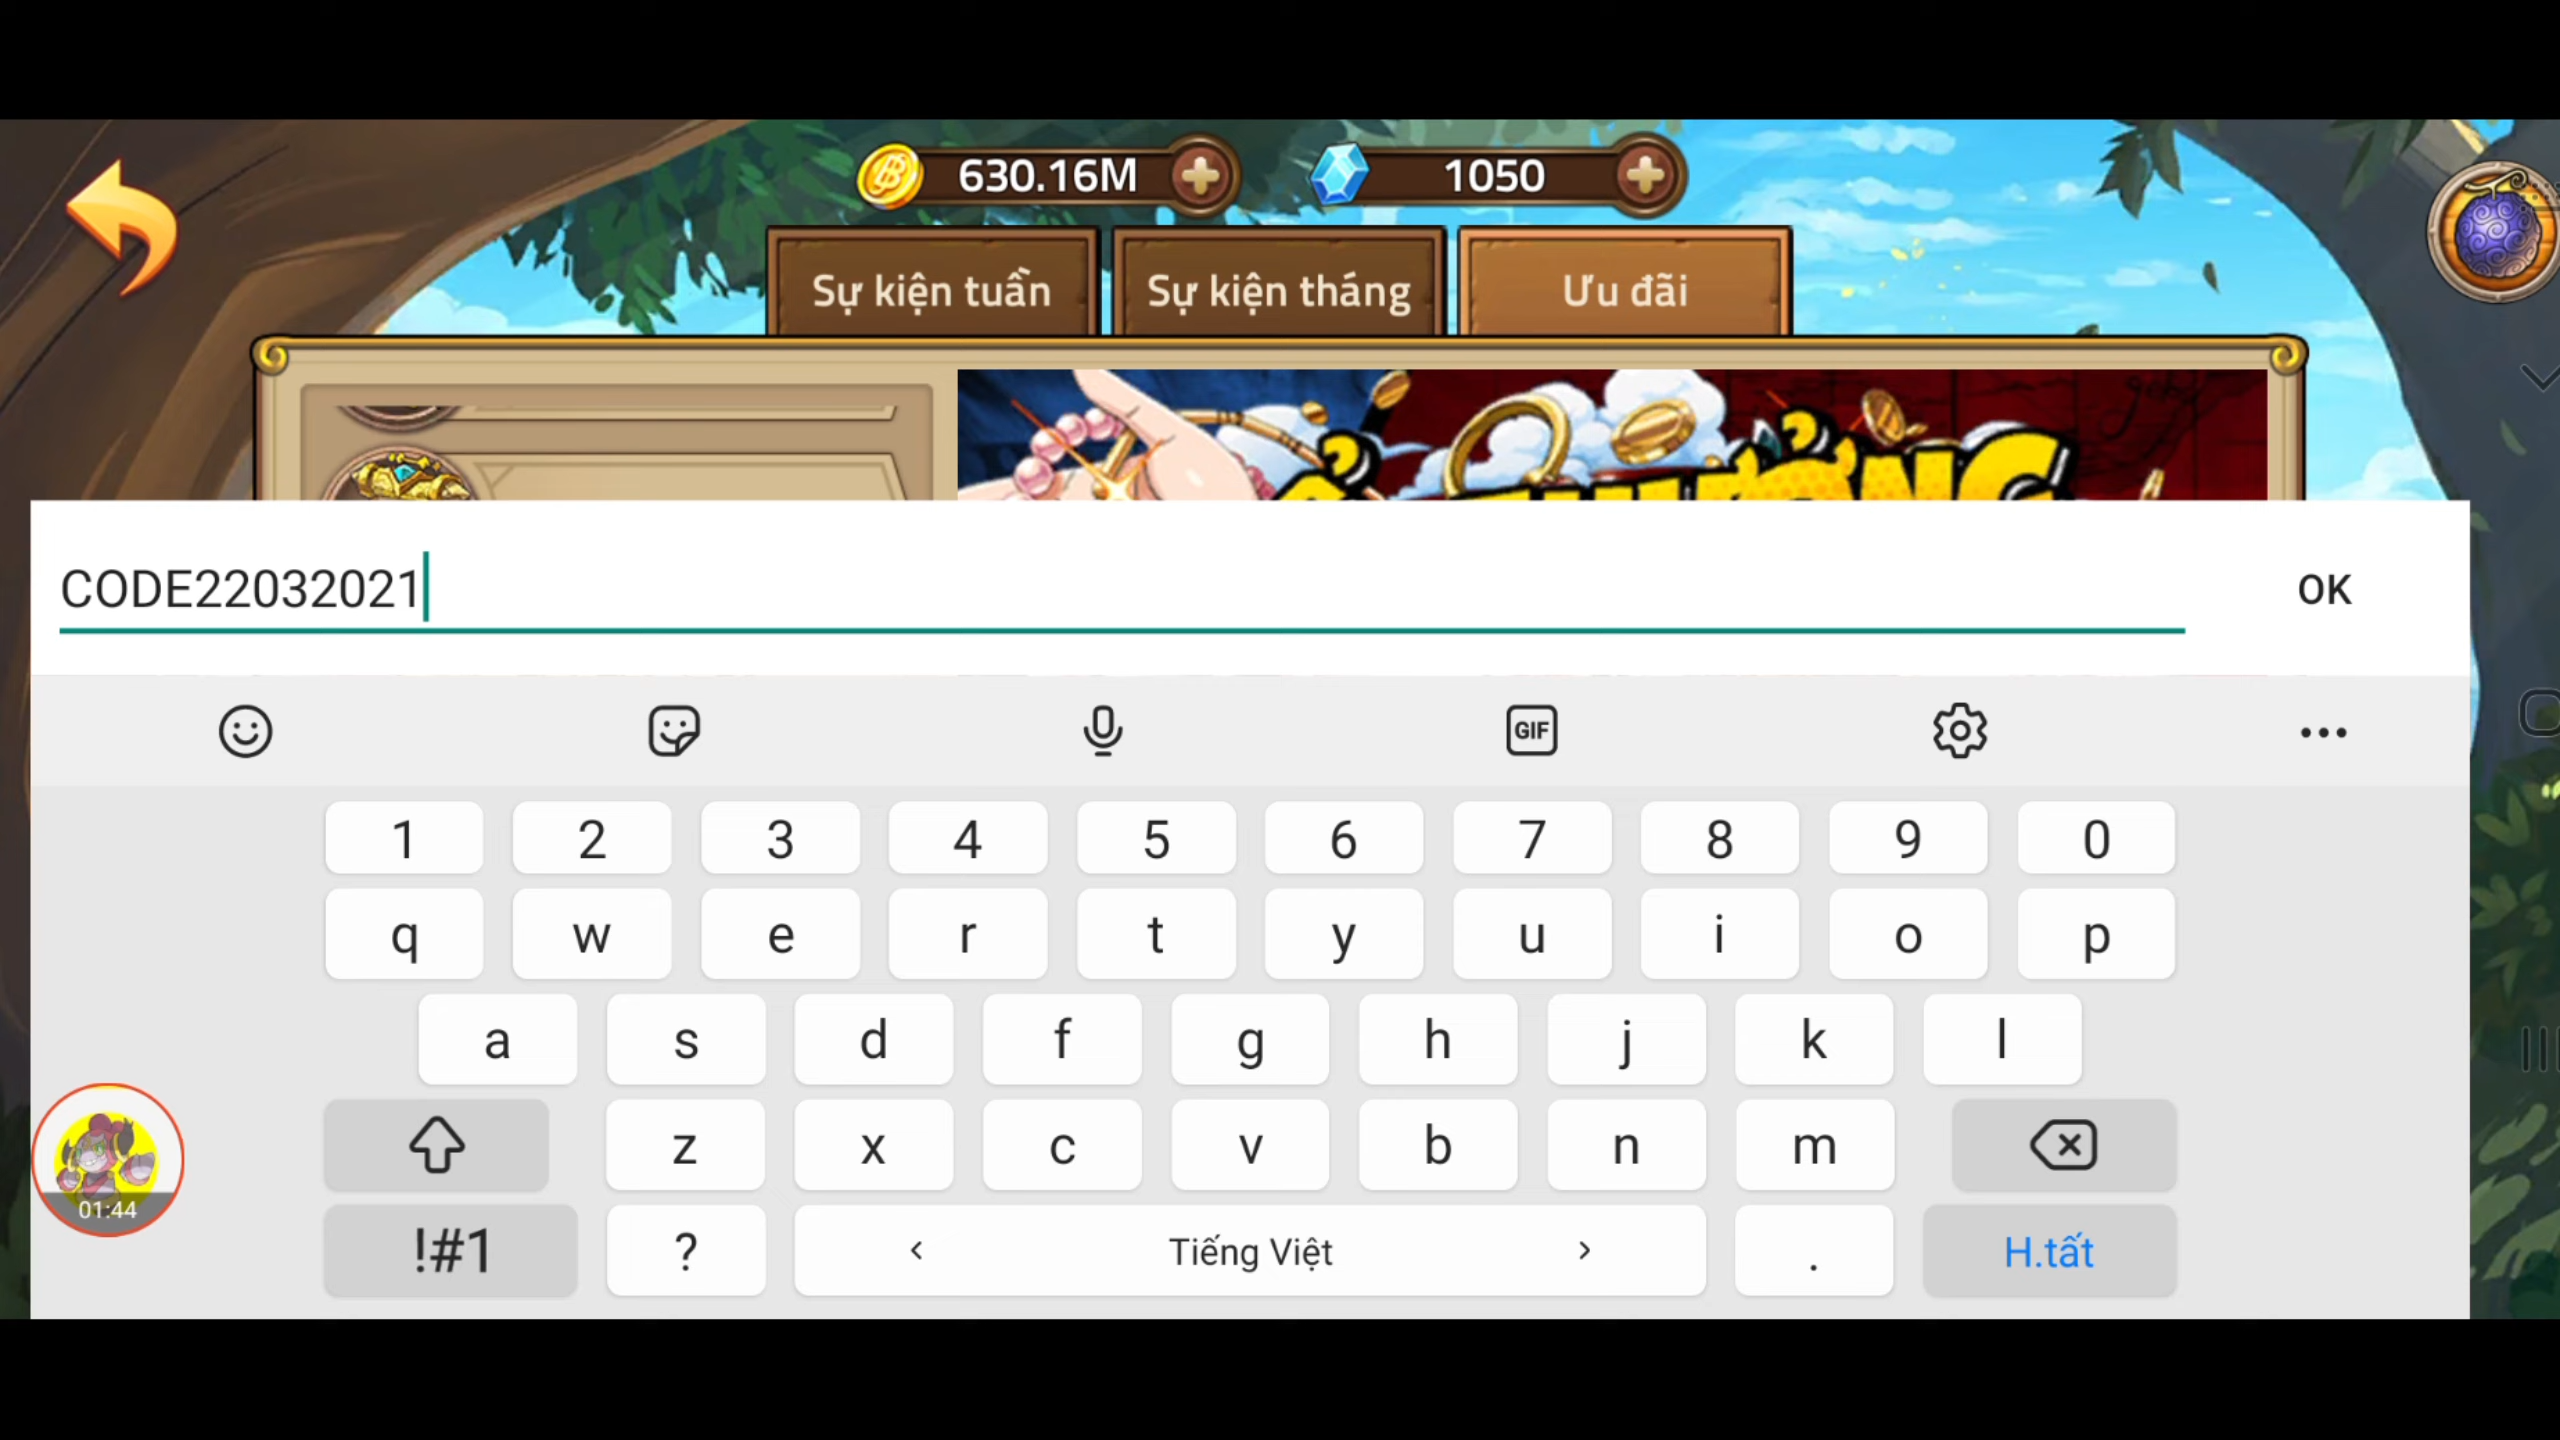 630.16M
1050
Sự kiện tuần
Sự kiện tháng
Ưu đãi
CODE22032021
OK
GIF
1 2 3 4 5 6 7 8 9 0
q w e r t y u i o p
a s d f g h j k l
z x c v b n m
01:44
!#1 ? < Tiếng Việt > . H.tất